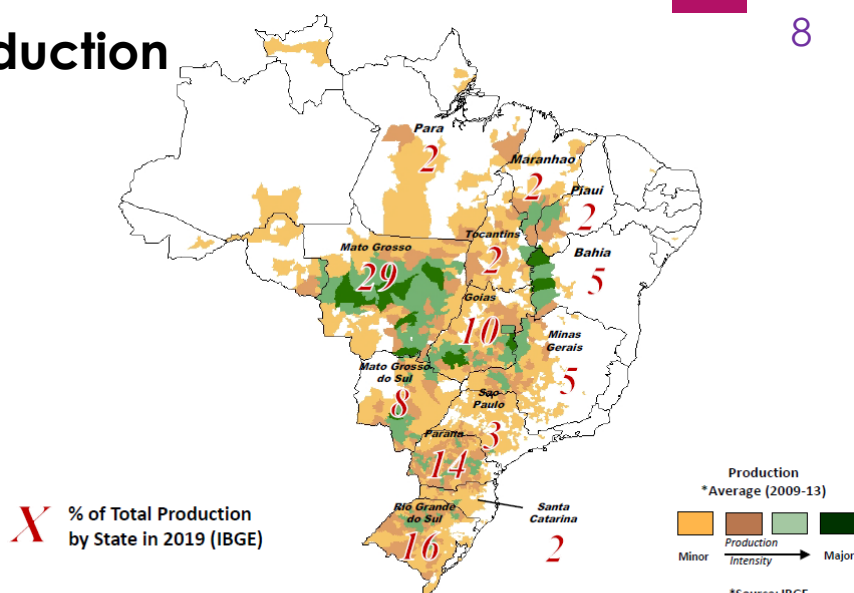 duction
8
Para
2
Maranhao
2
Piaui
2
Tocantins
2
Mato Grosso
29
Bahia
5
Goias
10
Minas
Gerais
5
Mato Grosso
do Sul
8
Sao
Paulo
3
Parana
14
Rio Grande
do Sul
16
Santa
Catarina
2
X % of Total Production
by State in 2019 (IBGE)
Production
*Average (2009-13)
Minor
Production
Intensity
Major
*Source: IBGE